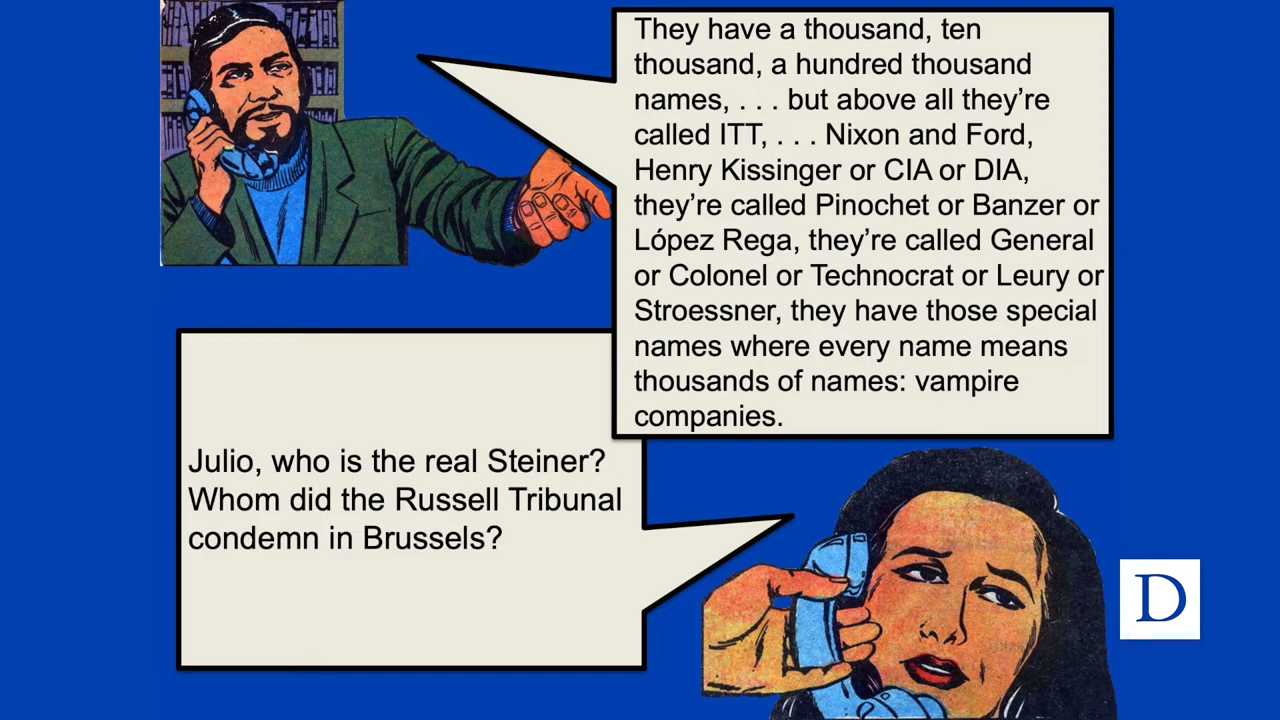 They have a thousand, ten
thousand, a hundred thousand
names, . . . but above all they’re
called ITT, . . . Nixon and Ford,
Henry Kissinger or CIA or DIA,
they’re called Pinochet or Banzer or
López Rega, they’re called General
or Colonel or Technocrat or Leury or
Stroessner, they have those special
names where every name means
thousands of names: vampire
companies.
Julio, who is the real Steiner?
Whom did the Russell Tribunal
condemn in Brussels?
D